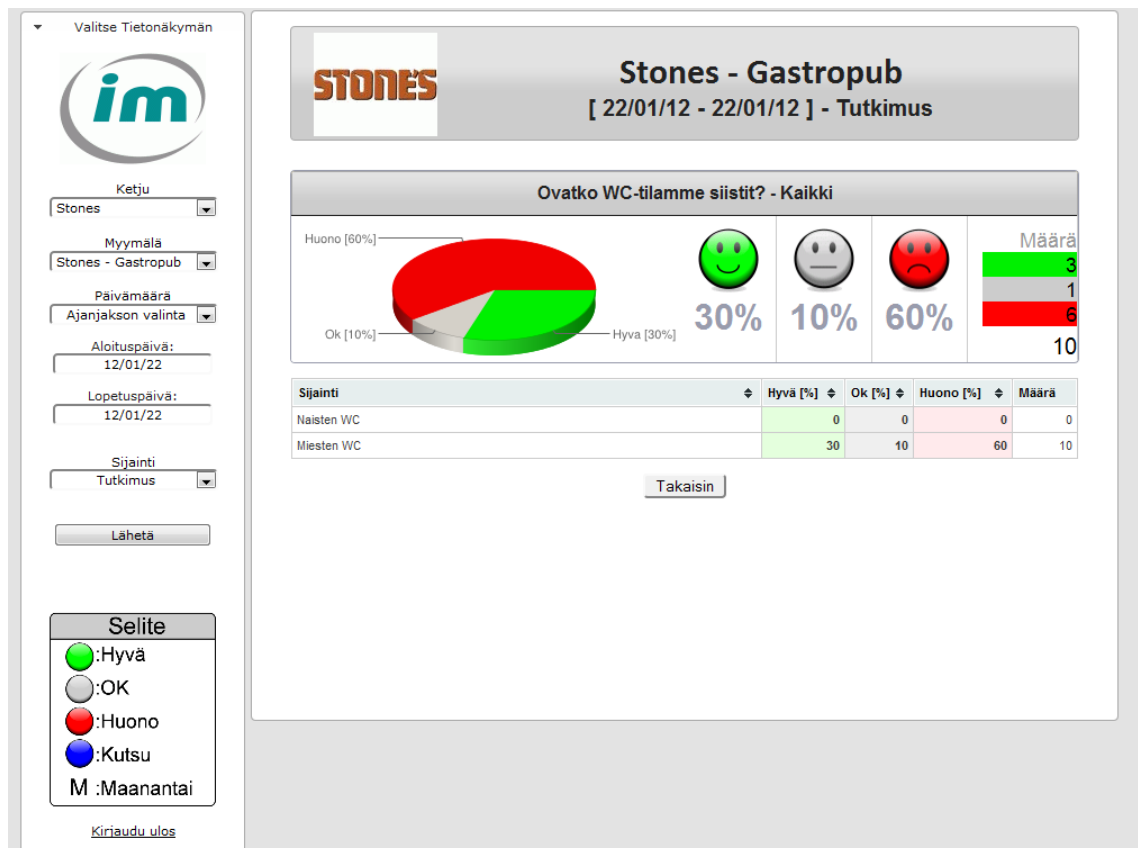 Valitse Tietonäkymän
im
Ketju
Stones
Myymälä
Stones - Gastropub
Päivämäärä
Ajanjakson valinta
Aloituspäivä:
12/01/22
Lopetuspäivä:
12/01/22
Sijainti
Tutkimus
Lähetä
Selite
:Hyvä
:OK
:Huono
:Kutsu
M :Maanantai
Kirjaudu ulos
STONES
Stones - Gastropub
[ 22/01/12 - 22/01/12 ] - Tutkimus
Ovatko WC-tilamme siistit? - Kaikki
Huono [60%]
Ok [10%]
Hyva [30%]
30% 10% 60%
Määrä
3
1
6
10
Sijainti Hyvä [%] Ok [%] Huono [%] Määrä
Naisten WC 0 0 0 0
Miesten WC 30 10 60 10
Takaisin